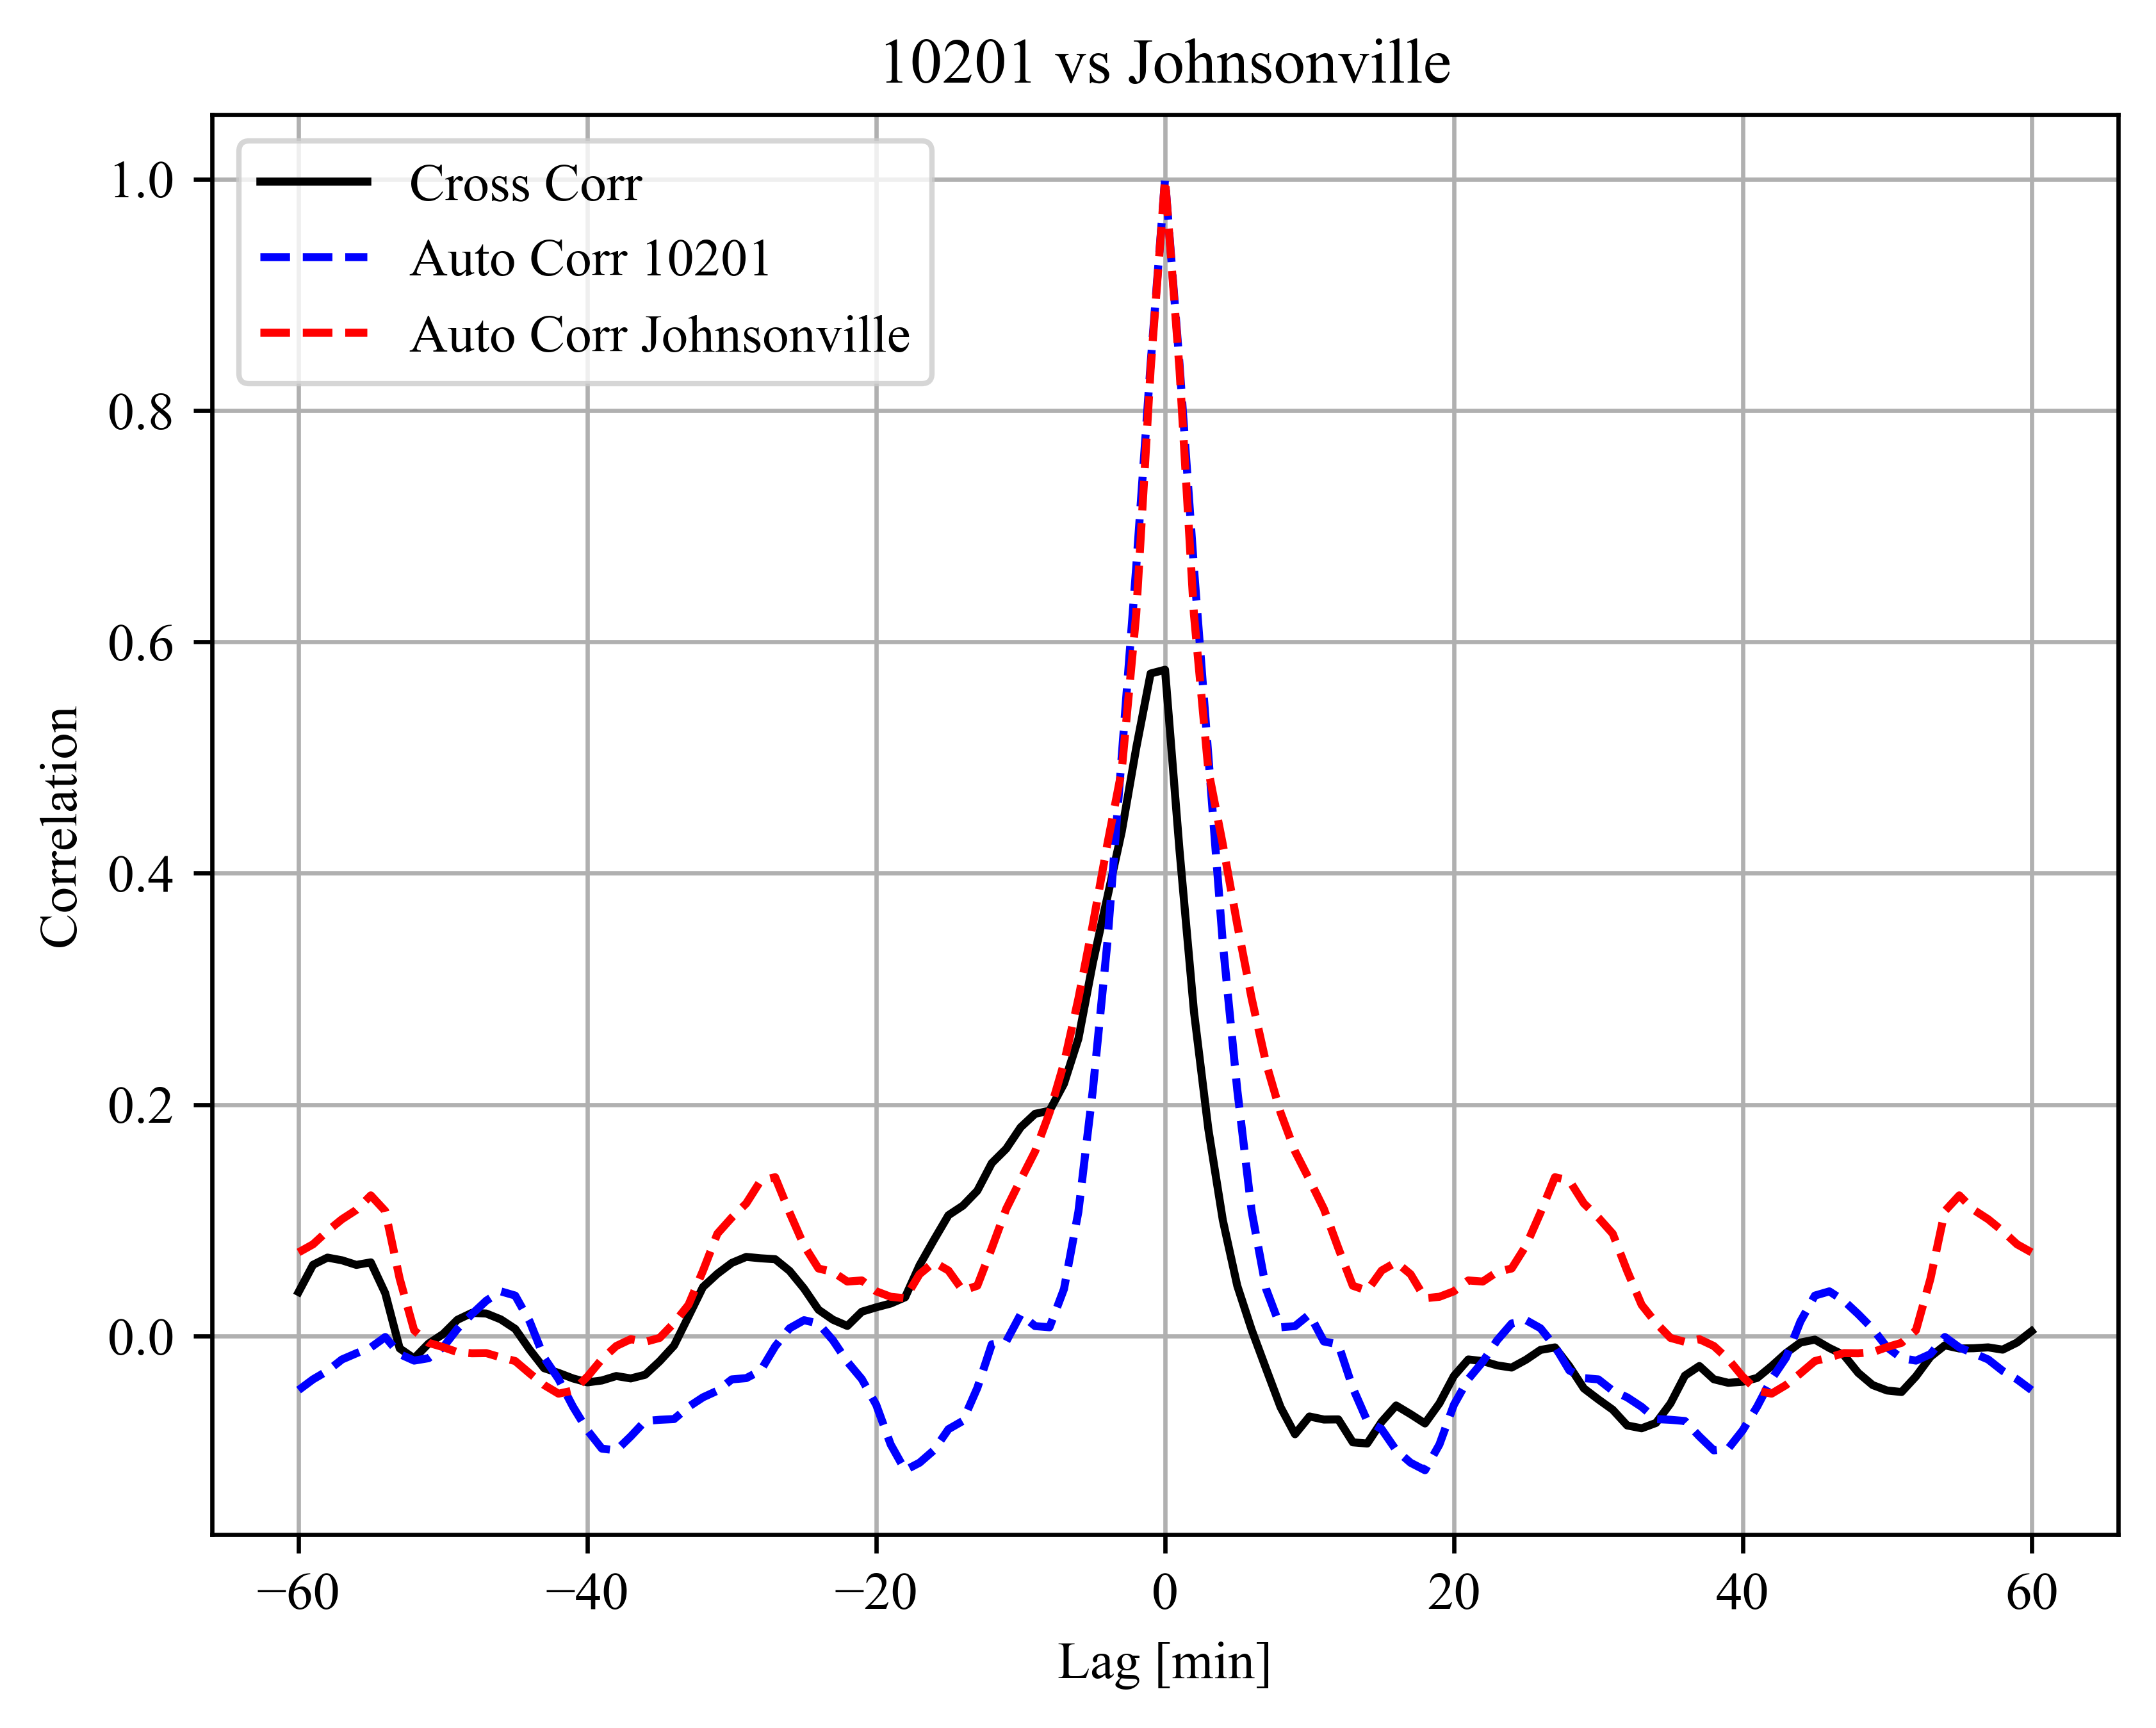 10201 vs Johnsonville
Cross Corr
Auto Corr 10201
Auto Corr Johnsonville
1.0
0.8
0.6
0.4
0.2
0.0
Correlation
−60 −40 −20 0 20 40 60
Lag [min]